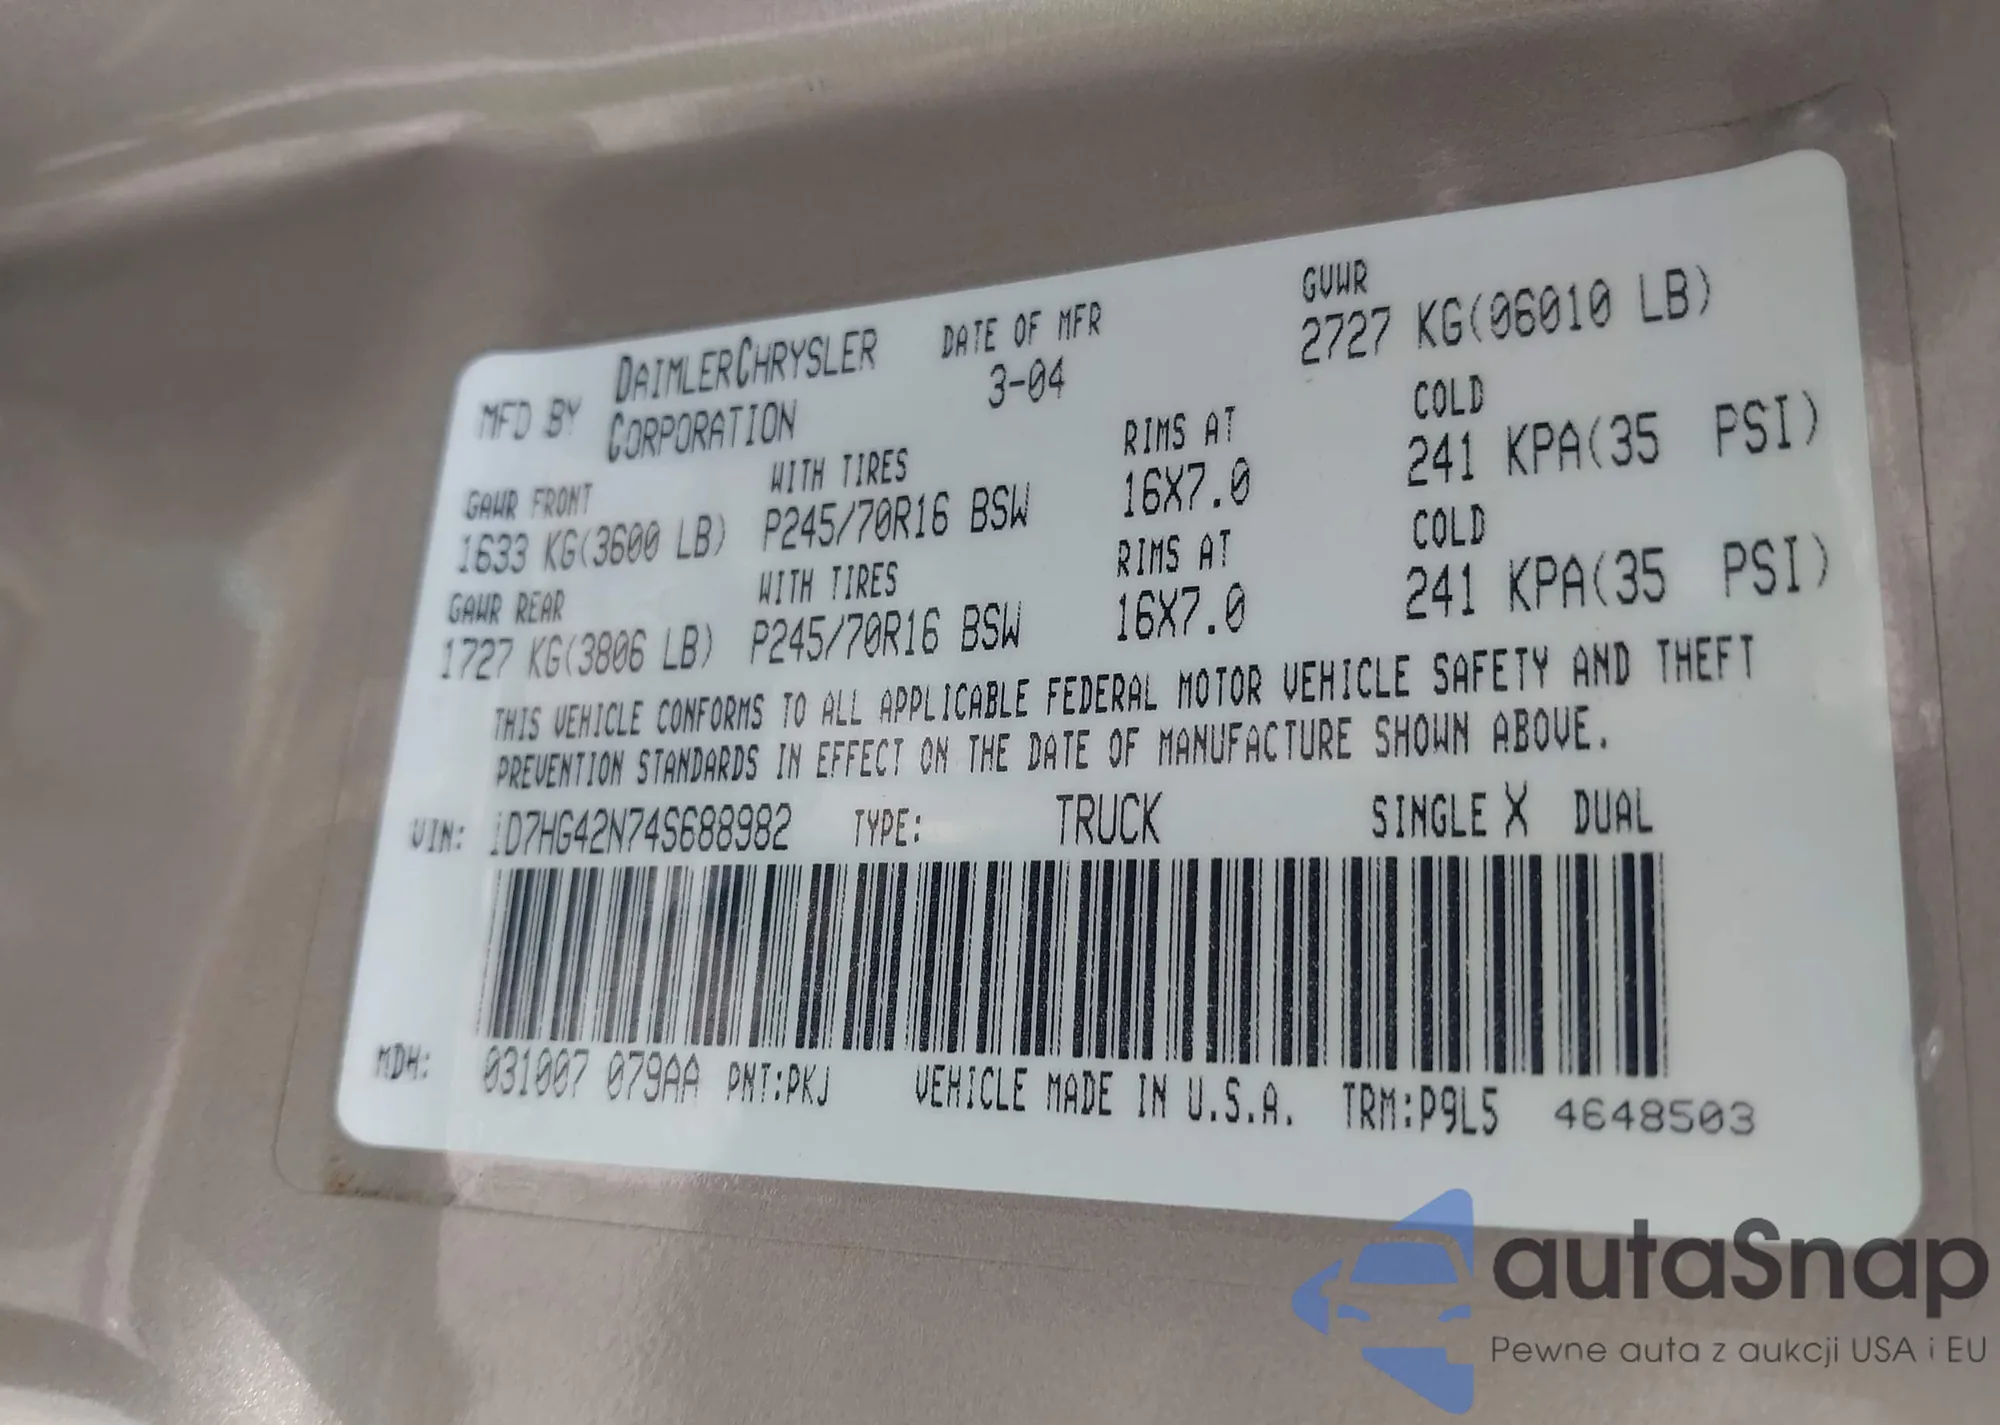 MFD BY DAIMLERCHRYSLER CORPORATION DATE OF MFR 3-04 GVWR 2727 KG(06010 LB)
GAWR FRONT WITH TIRES RIMS AT COLD
1633 KG(3600 LB) P245/70R16 BSW 16X7.0 241 KPA(35 PSI)
GAWR REAR WITH TIRES RIMS AT COLD
1727 KG(3806 LB) P245/70R16 BSW 16X7.0 241 KPA(35 PSI)
THIS VEHICLE CONFORMS TO ALL APPLICABLE FEDERAL MOTOR VEHICLE SAFETY AND THEFT
PREVENTION STANDARDS IN EFFECT ON THE DATE OF MANUFACTURE SHOWN ABOVE.
VIN: 1D7HG42N74S688982 TYPE: TRUCK SINGLE X DUAL
MDH: 031007 079AA PNT:PKJ VEHICLE MADE IN U.S.A. TRM:P9L5 4648503
autaSnap
Pewne auta z aukcji USA i EU